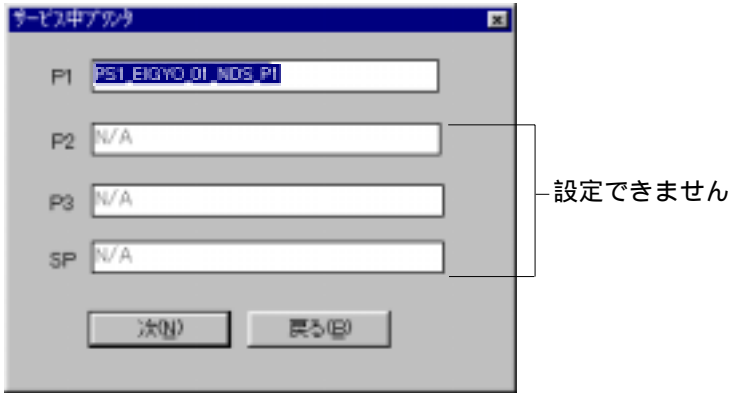 サービス中プリンタ
P1 PS1_EIGYO_01_NDS_P1
P2 N/A
P3 N/A
設定できません
SP N/A
次(N) 戻る(B)